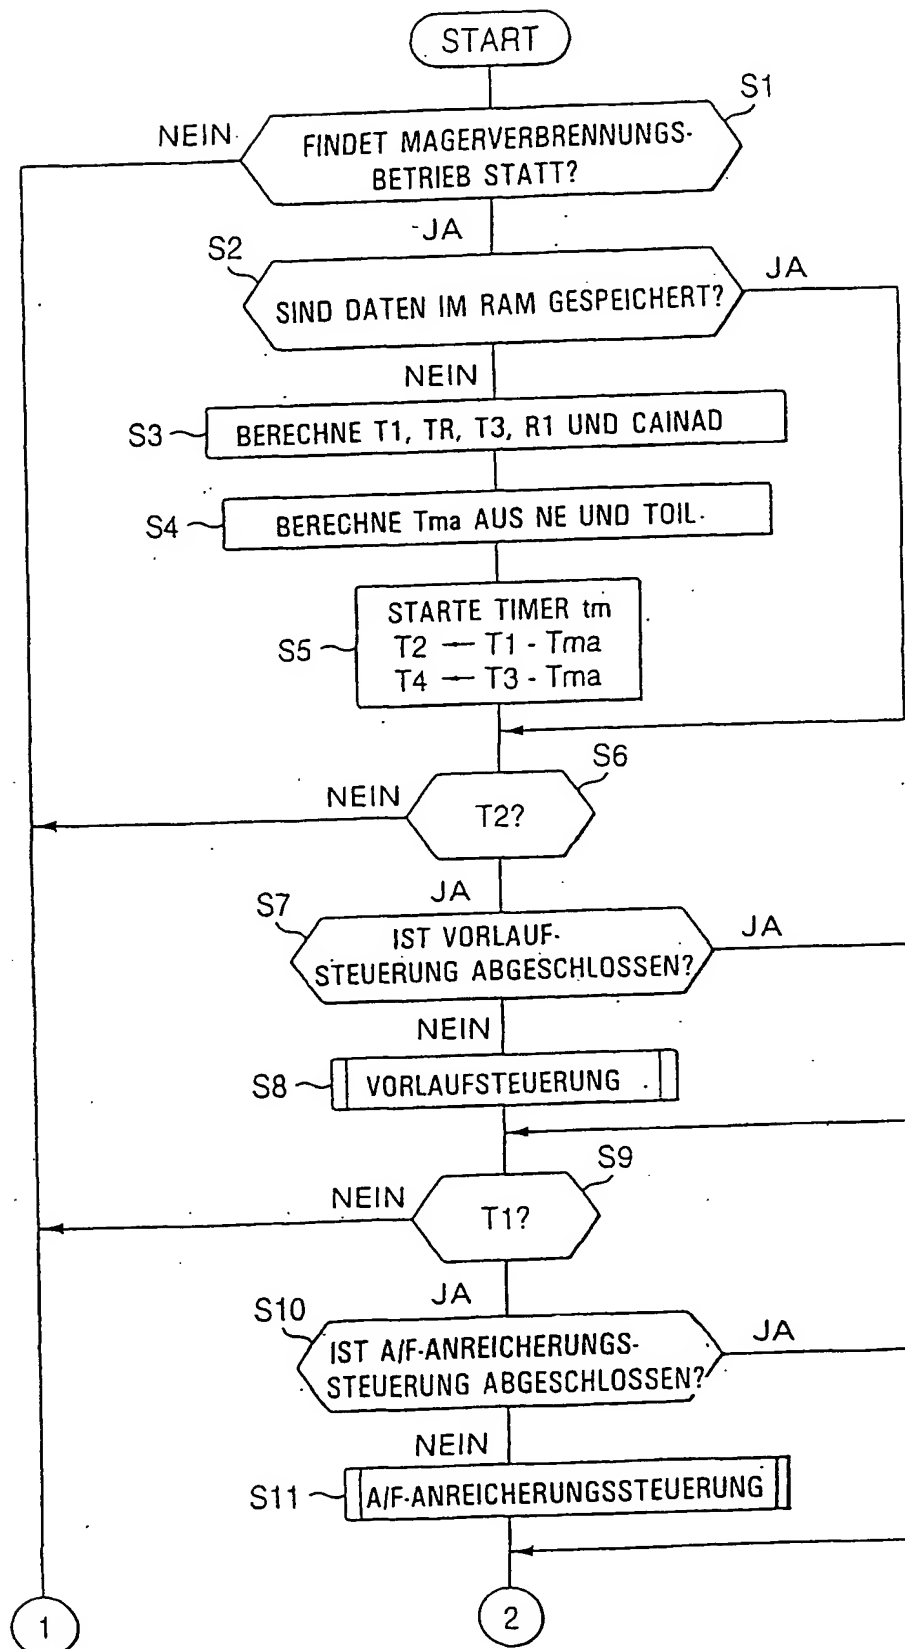 START
S1
NEIN
FINDET MAGERVERBRENNUNGS-
BETRIEB STATT?
JA
S2
JA
SIND DATEN IM RAM GESPEICHERT?
NEIN
S3
BERECHNE T1, TR, T3, R1 UND CAINAD
S4
BERECHNE Tma AUS NE UND TOIL
S5
STARTE TIMER tm
T2 ← T1 - Tma
T4 ← T3 - Tma
S6
NEIN
T2?
JA
S7
JA
IST VORLAUF-
STEUERUNG ABGESCHLOSSEN?
NEIN
S8
VORLAUFSTEUERUNG
S9
NEIN
T1?
JA
S10
JA
IST A/F-ANREICHERUNGS-
STEUERUNG ABGESCHLOSSEN?
NEIN
S11
A/F-ANREICHERUNGSSTEUERUNG
1
2